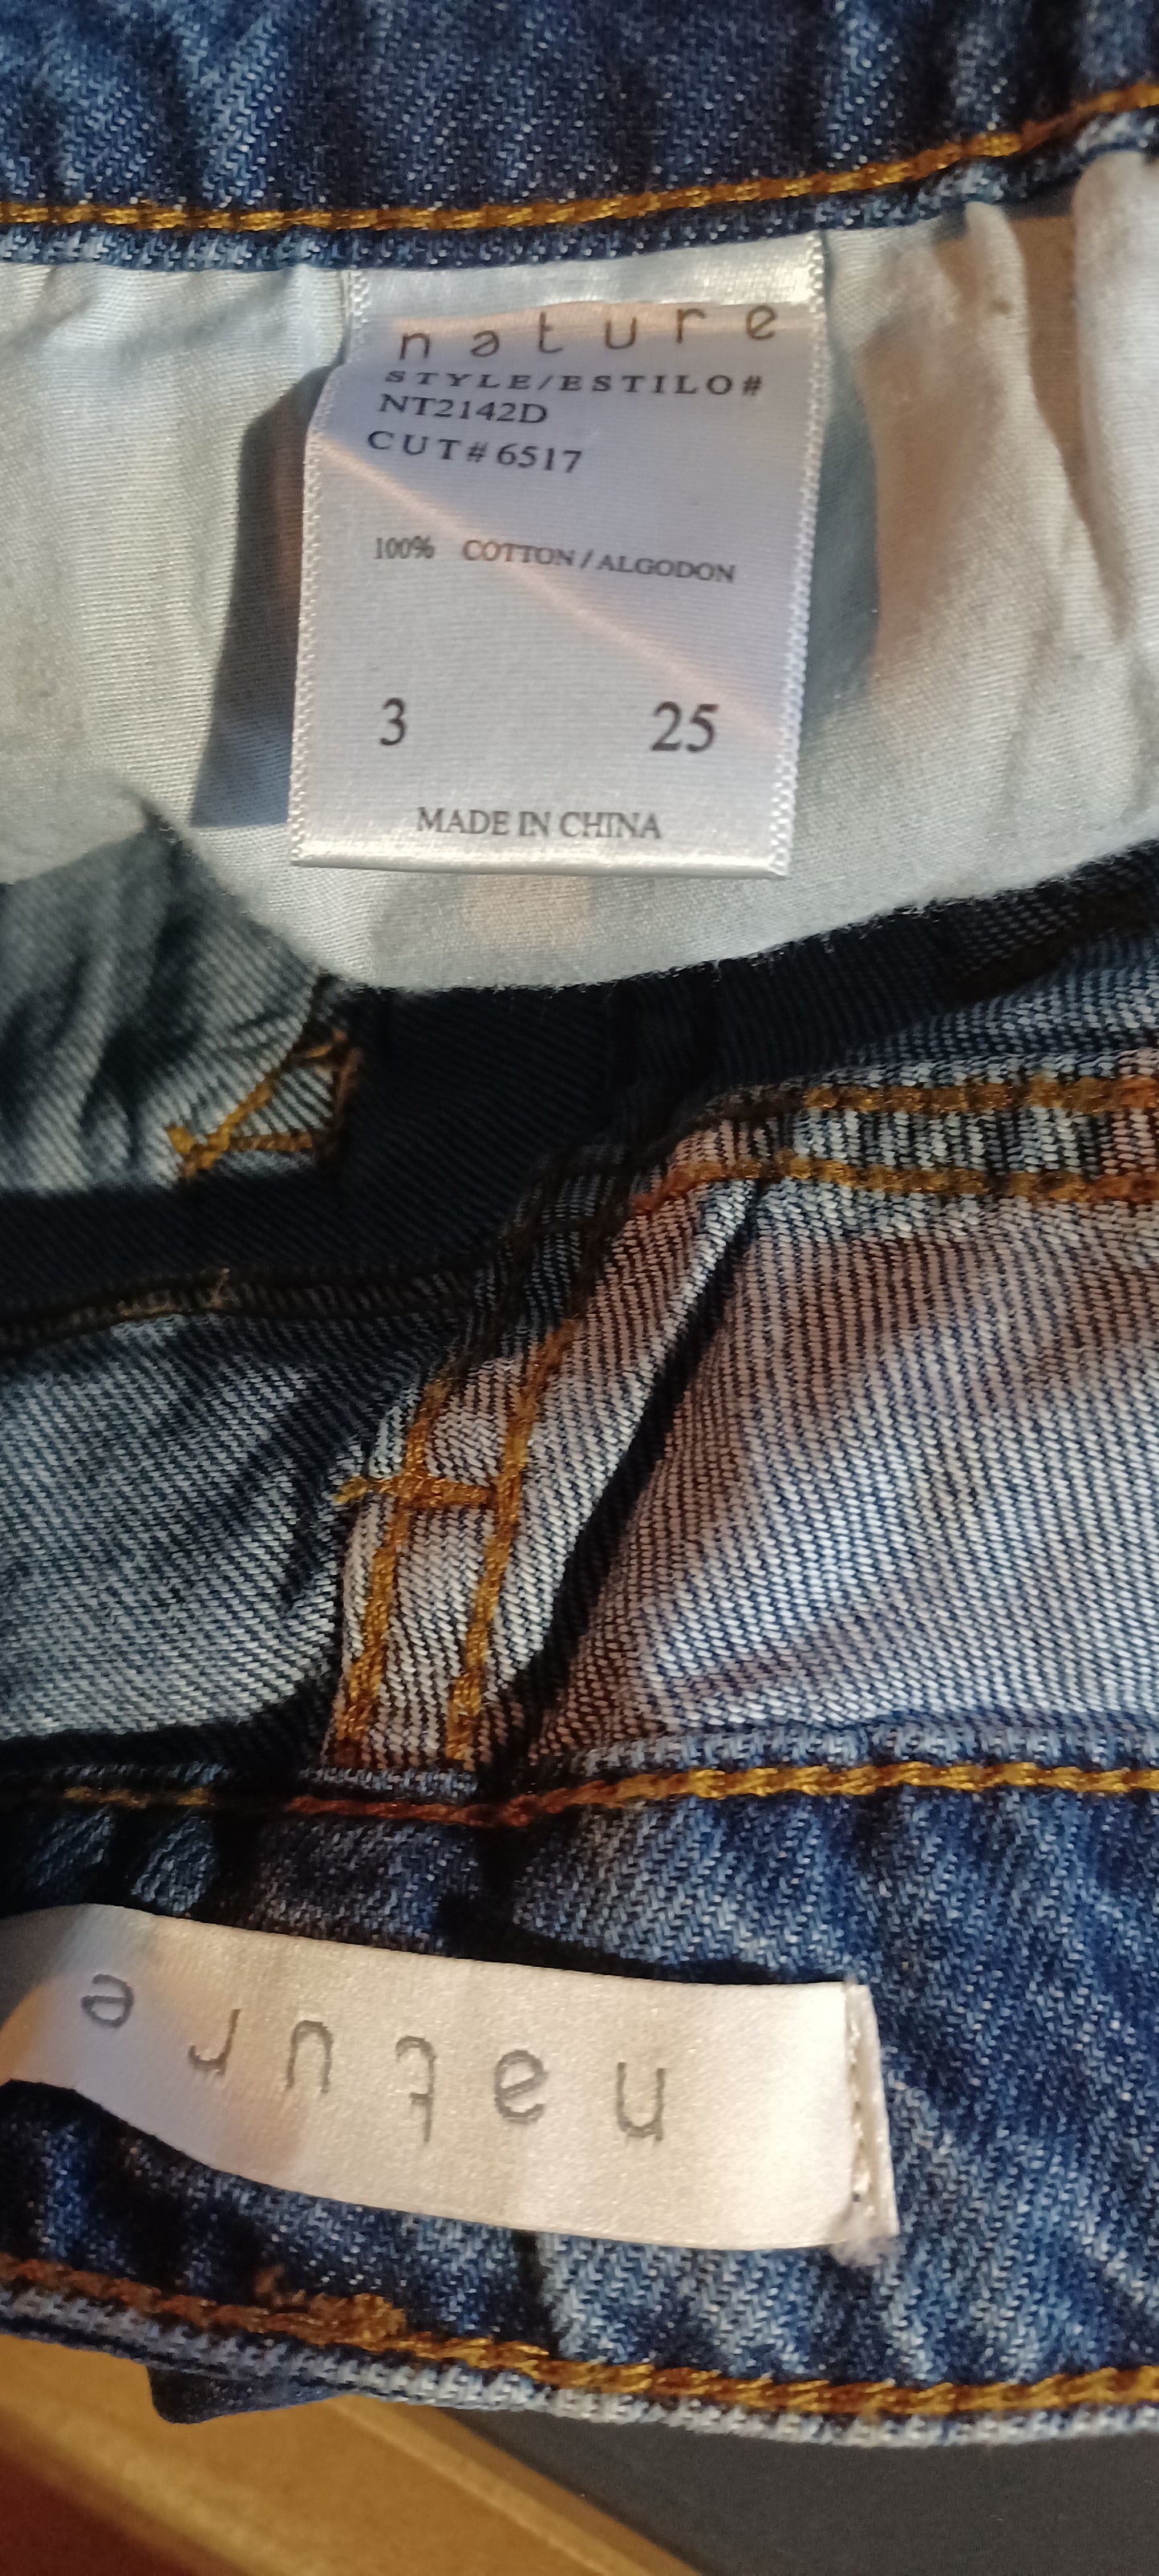 nature
STYLE/ESTILO#
NT2142D
CUT#6517
100% COTTON/ALGODON
3 25
MADE IN CHINA
nature